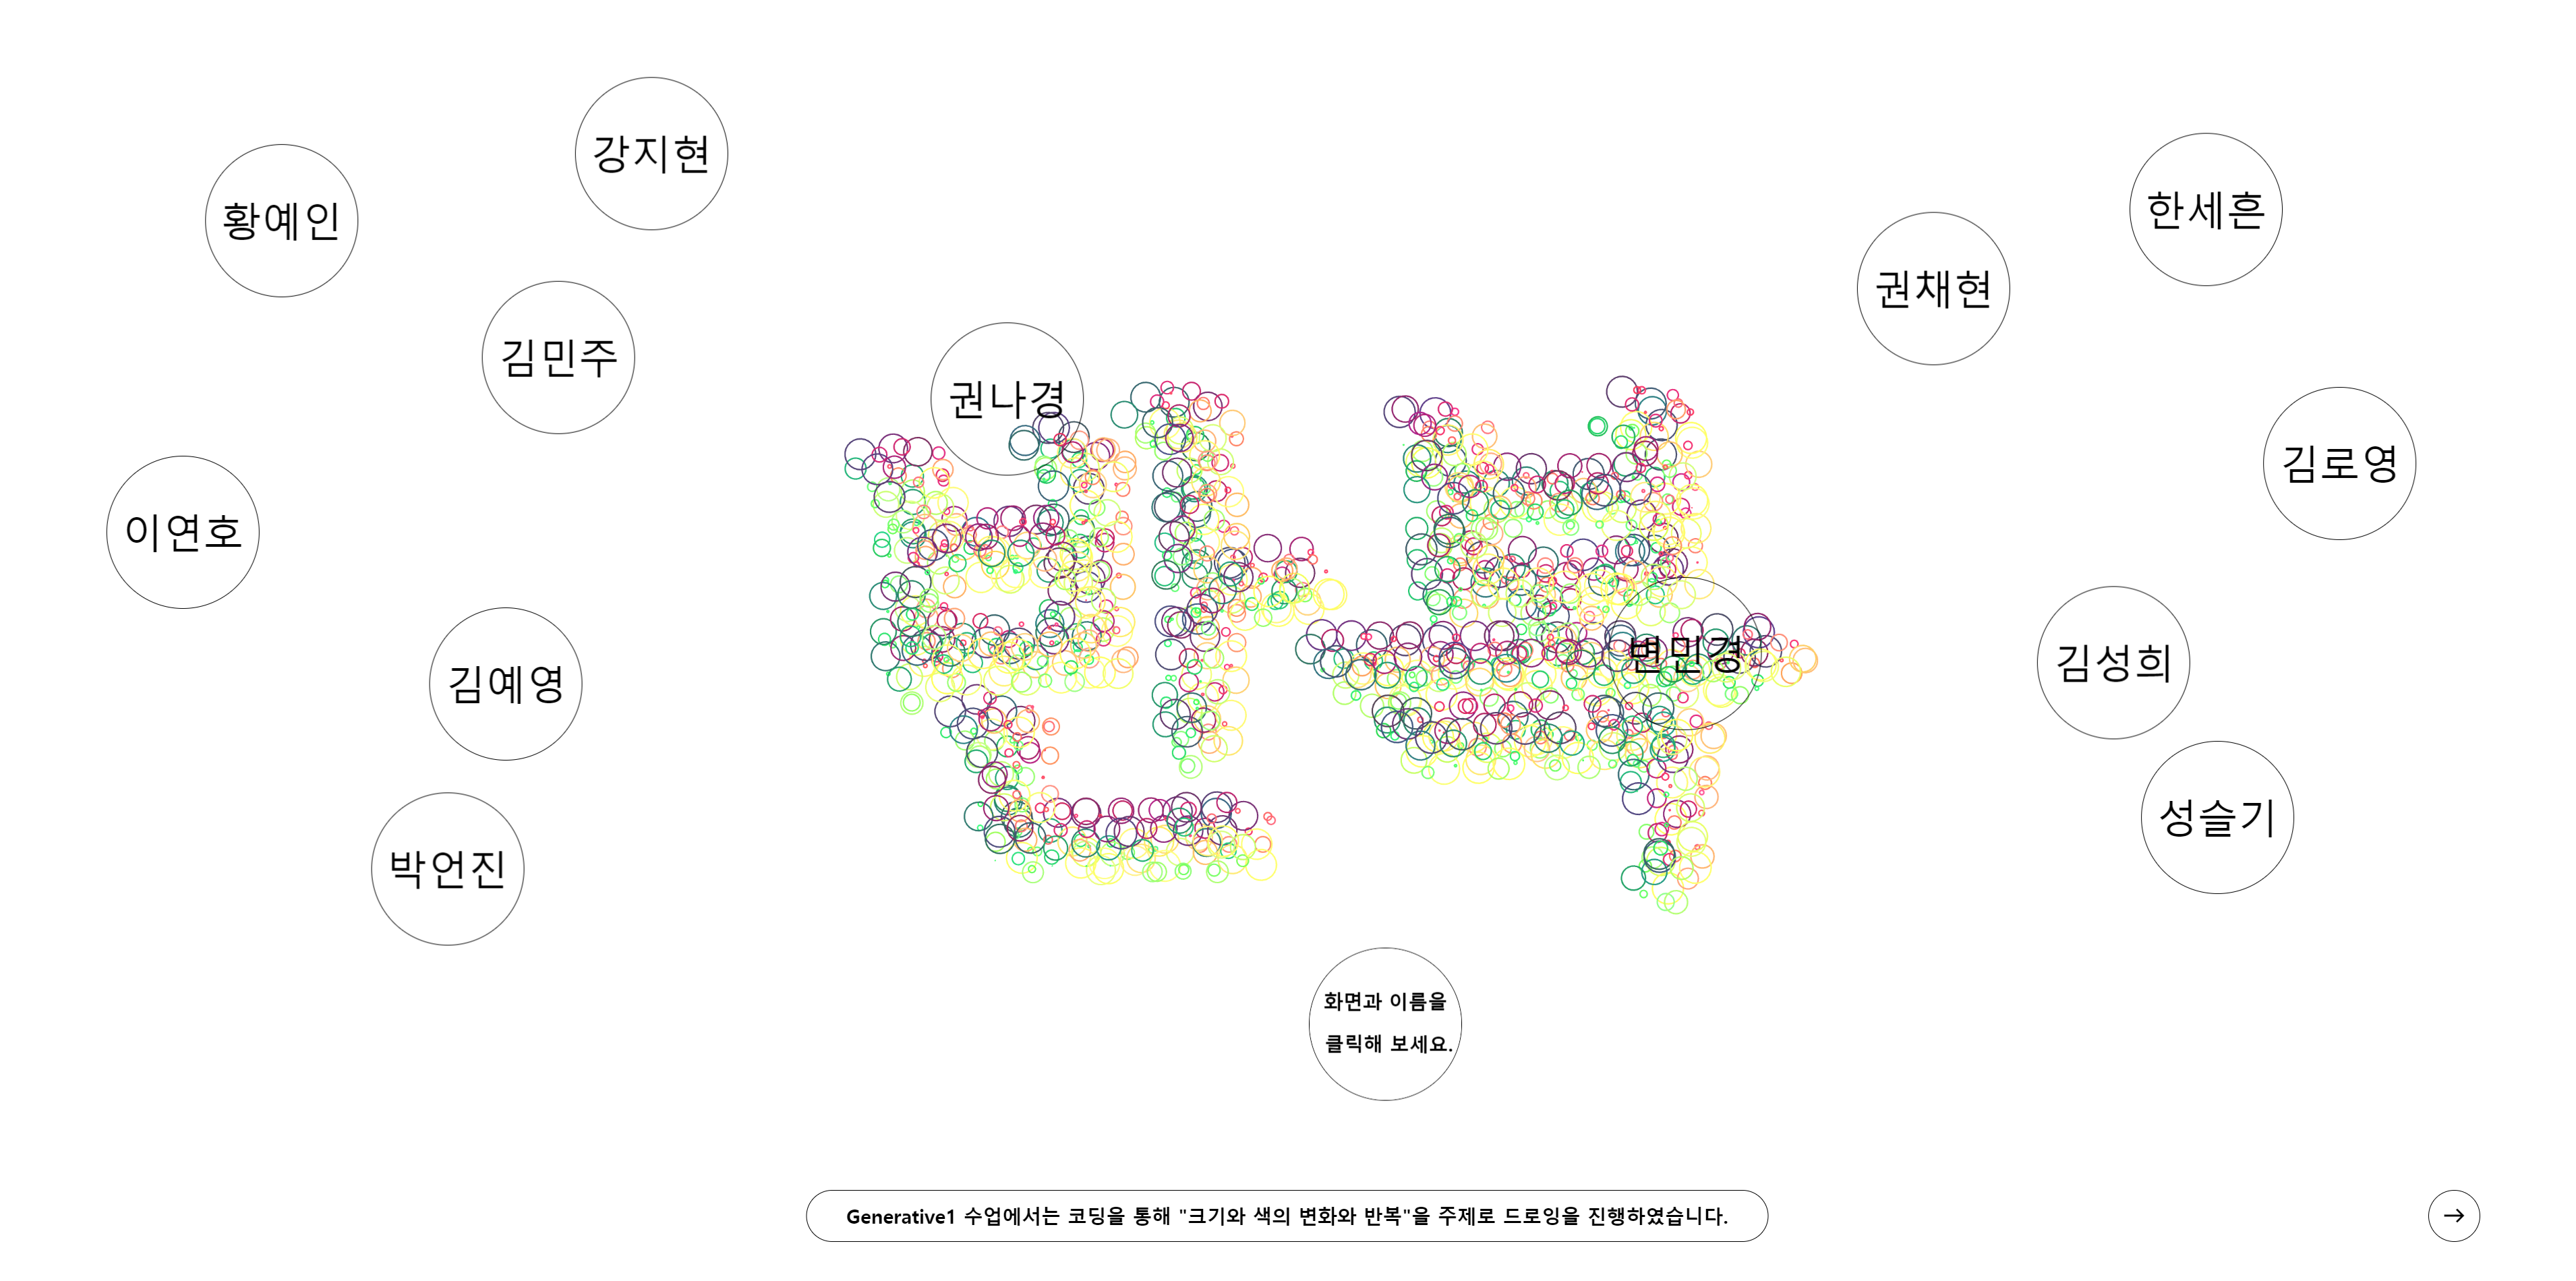 강지현
황예인
한세흔
권채현
김민주
권나경
김로영
이연호
반복
변민경
김성희
김예영
성슬기
박언진
화면과 이름을
클릭해 보세요.
Generative1 수업에서는 코딩을 통해 "크기와 색의 변화와 반복"을 주제로 드로잉을 진행하였습니다.
→